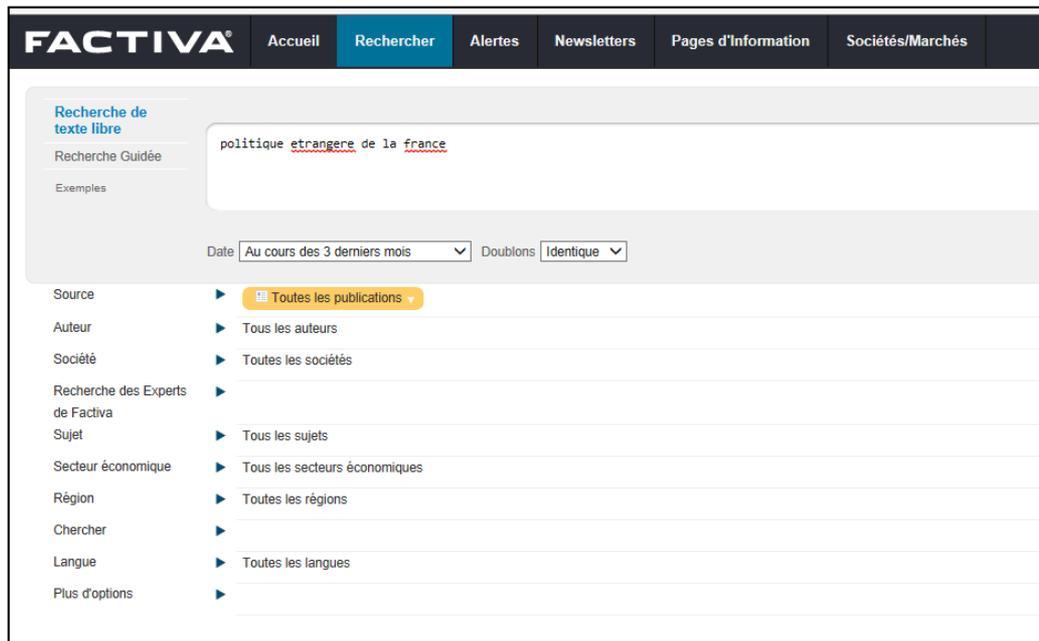 FACTIVA® Accueil Rechercher Alertes Newsletters Pages d'Information Sociétés/Marchés
Recherche de
texte libre
Recherche Guidée
Exemples
politique etrangere de la france
Date Au cours des 3 derniers mois Doublons Identique
Source Toutes les publications
Auteur Tous les auteurs
Société Toutes les sociétés
Recherche des Experts
de Factiva
Sujet Tous les sujets
Secteur économique Tous les secteurs économiques
Région Toutes les régions
Chercher
Langue Toutes les langues
Plus d'options